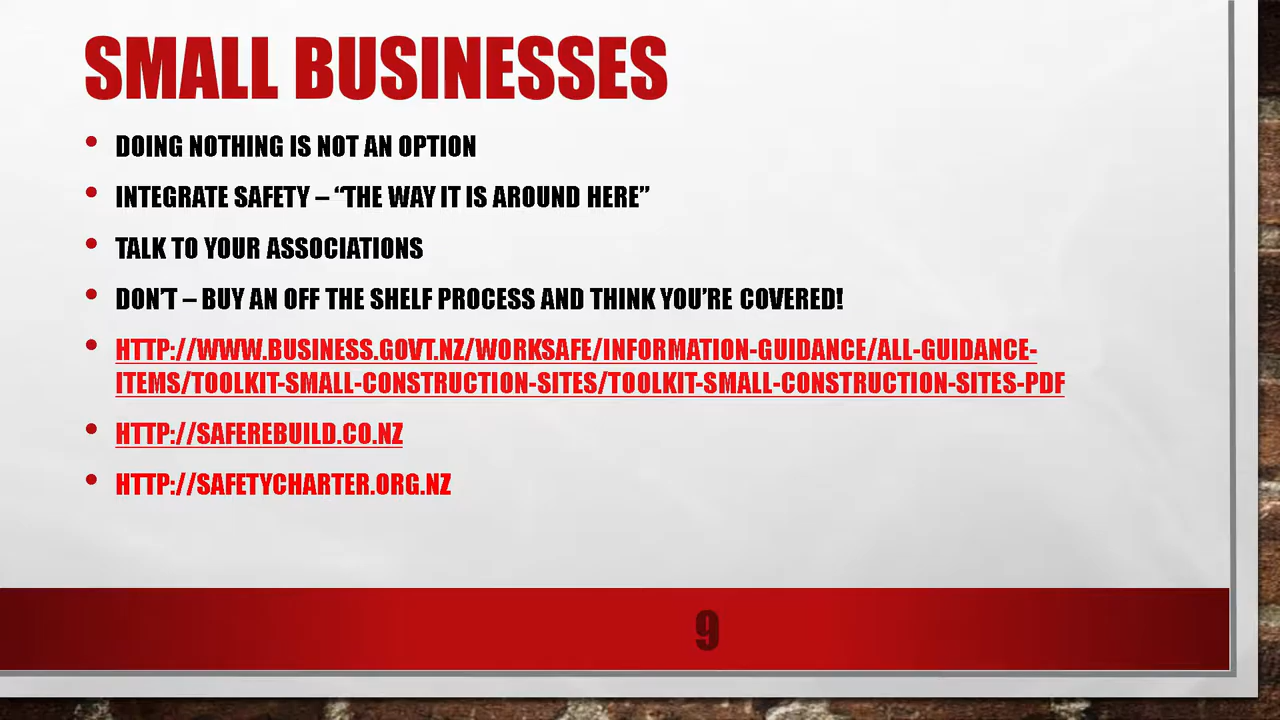 SMALL BUSINESSES
• DOING NOTHING IS NOT AN OPTION
• INTEGRATE SAFETY – “THE WAY IT IS AROUND HERE”
• TALK TO YOUR ASSOCIATIONS
• DON’T – BUY AN OFF THE SHELF PROCESS AND THINK YOU’RE COVERED!
• HTTP://WWW.BUSINESS.GOVT.NZ/WORKSAFE/INFORMATION-GUIDANCE/ALL-GUIDANCE-
ITEMS/TOOLKIT-SMALL-CONSTRUCTION-SITES/TOOLKIT-SMALL-CONSTRUCTION-SITES-PDF
• HTTP://SAFEREBUILD.CO.NZ
• HTTP://SAFETYCHARTER.ORG.NZ
9